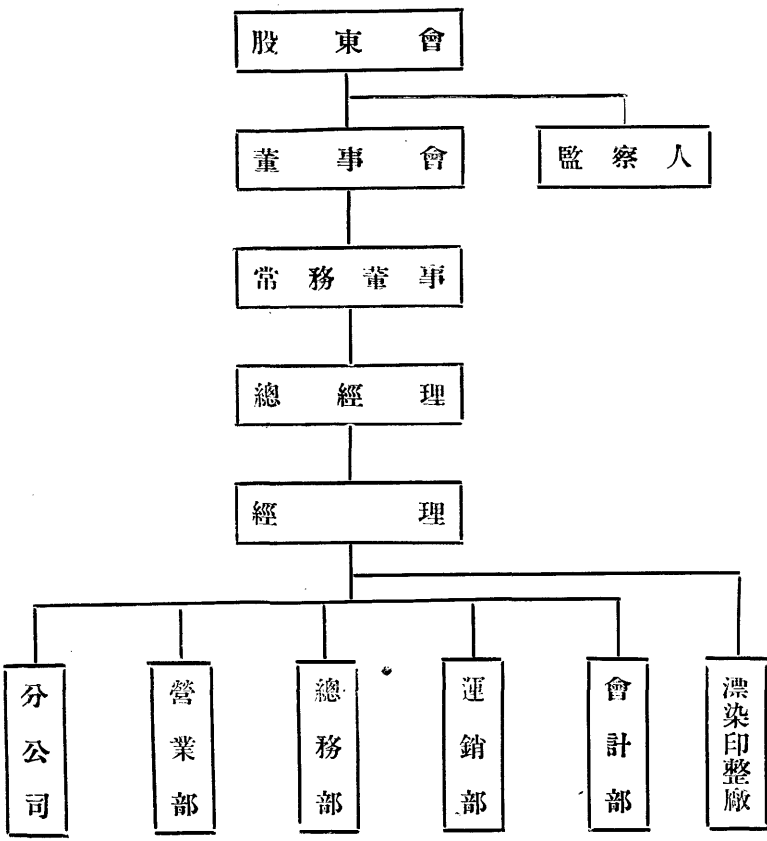 股東會
董事會
監察人
常務董事
總經理
經理
分公司
營業部
總務部
運銷部
會計部
漂染印整廠